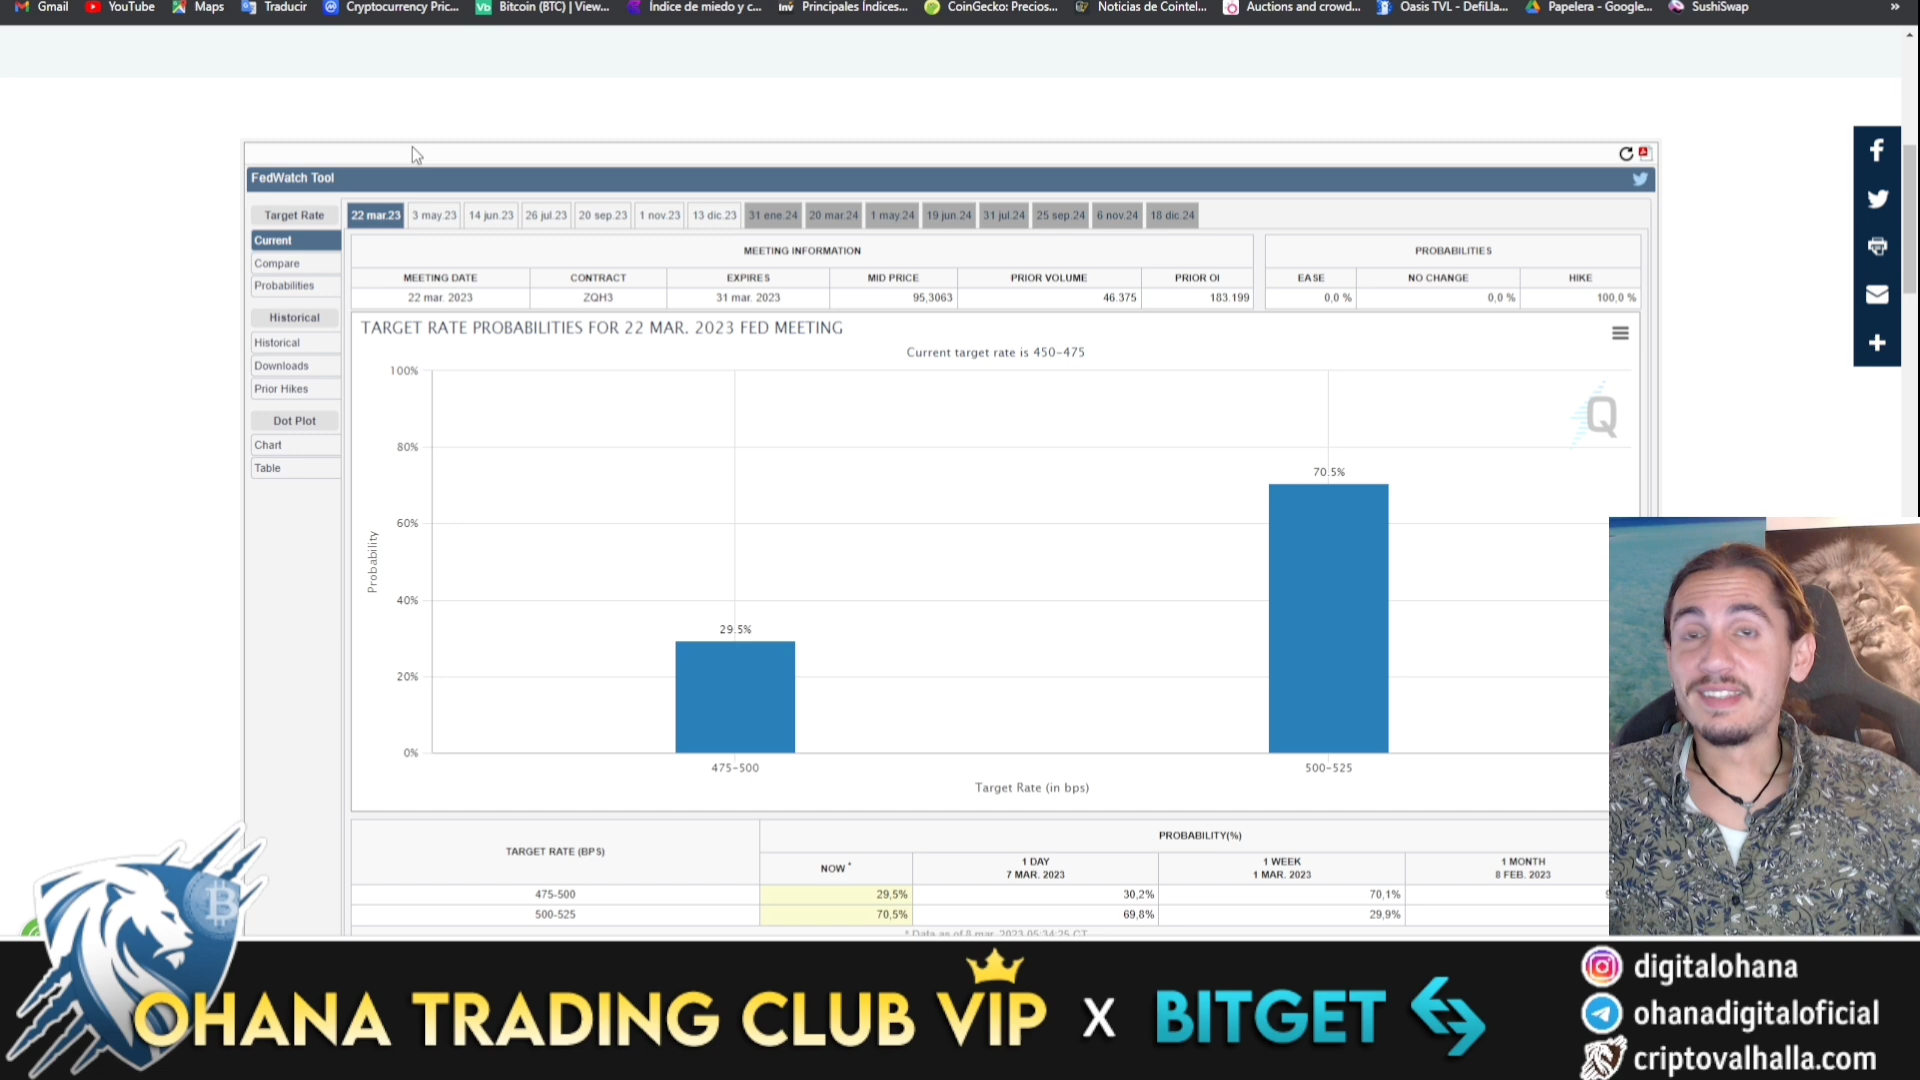 Gmail YouTube Maps Traducir Cryptocurrency Pric... Bitcoin (BTC) | View... Índice de miedo y c... Principales Índices... CoinGecko: Precios... Noticias de Cointel... Auctions and crowd... Oasis TVL - DefiLla... Papelera - Google... SushiSwap »
FedWatch Tool
Target Rate
Current
Compare
Probabilities
Historical
Historical
Downloads
Prior Hikes
Dot Plot
Chart
Table
22 mar.23 3 may.23 14 jun.23 26 jul.23 20 sep.23 1 nov.23 13 dic.23 31 ene.24 20 mar.24 1 may.24 19 jun.24 31 jul.24 25 sep.24 6 nov.24 18 dic.24
MEETING INFORMATION
MEETING DATE CONTRACT EXPIRES MID PRICE PRIOR VOLUME PRIOR OI
22 mar. 2023 ZQH3 31 mar. 2023 95,3063 46.375 183.199
PROBABILITIES
EASE NO CHANGE HIKE
0,0 % 0,0 % 100,0 %
TARGET RATE PROBABILITIES FOR 22 MAR. 2023 FED MEETING
Current target rate is 450-475
Q
100%
80%
60%
40%
20%
0%
Probability
29.5%
70.5%
475-500 500-525
Target Rate (in bps)
TARGET RATE (BPS) PROBABILITY(%)
NOW * 1 DAY 1 WEEK 1 MONTH
7 MAR. 2023 1 MAR. 2023 8 FEB. 2023
475-500 29,5% 30,2% 70,1%
500-525 70,5% 69,8% 29,9%
* Data as of 8 mar. 2023 05:34:25 CT
OHANA TRADING CLUB VIP X BITGET
digitalohana
ohanadigitaloficial
criptovalhalla.com